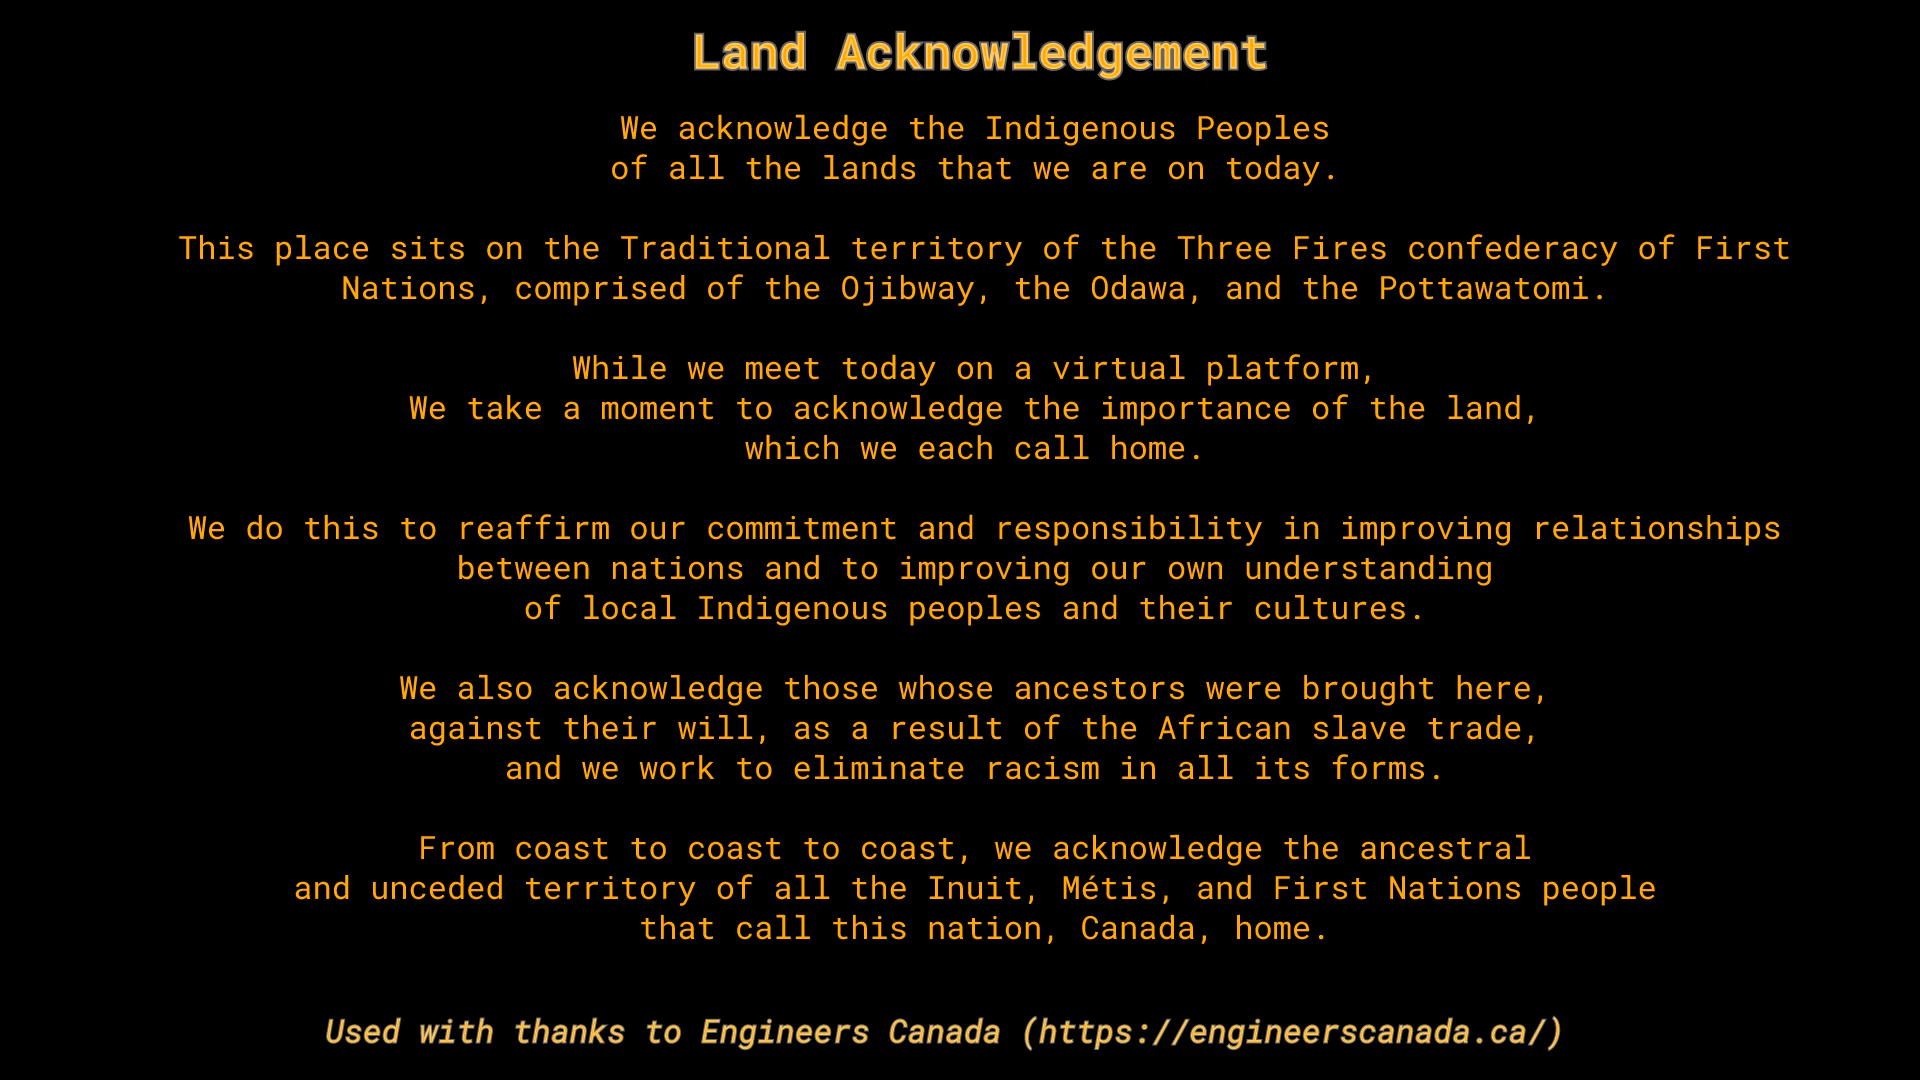 Land Acknowledgement
We acknowledge the Indigenous Peoples
of all the lands that we are on today.
This place sits on the Traditional territory of the Three Fires confederacy of First
Nations, comprised of the Ojibway, the Odawa, and the Pottawatomi.
While we meet today on a virtual platform,
We take a moment to acknowledge the importance of the land,
which we each call home.
We do this to reaffirm our commitment and responsibility in improving relationships
between nations and to improving our own understanding
of local Indigenous peoples and their cultures.
We also acknowledge those whose ancestors were brought here,
against their will, as a result of the African slave trade,
and we work to eliminate racism in all its forms.
From coast to coast to coast, we acknowledge the ancestral
and unceded territory of all the Inuit, Métis, and First Nations people
that call this nation, Canada, home.
Used with thanks to Engineers Canada (https://engineerscanada.ca/)